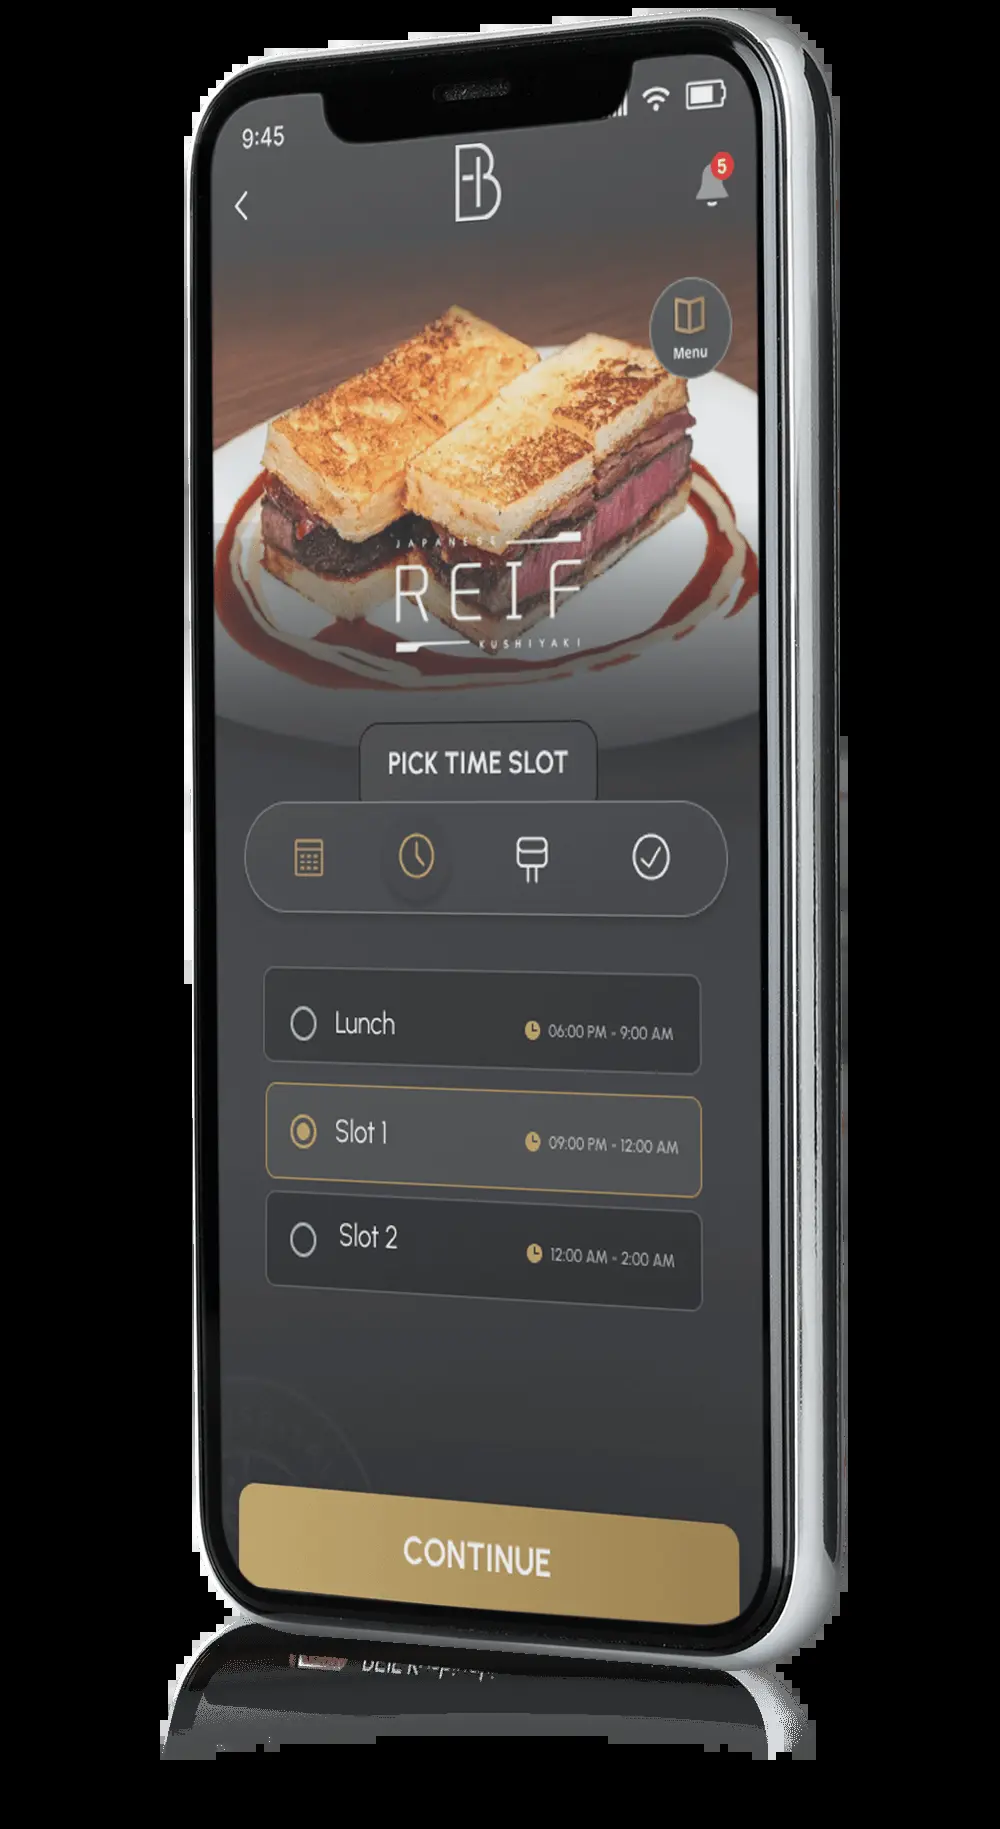 9:45
5
Menu
JAPANESE
REIF
KUSHIYAKI
PICK TIME SLOT
Lunch 06:00 PM - 9:00 AM
Slot 1 09:00 PM - 12:00 AM
Slot 2 12:00 AM - 2:00 AM
CONTINUE